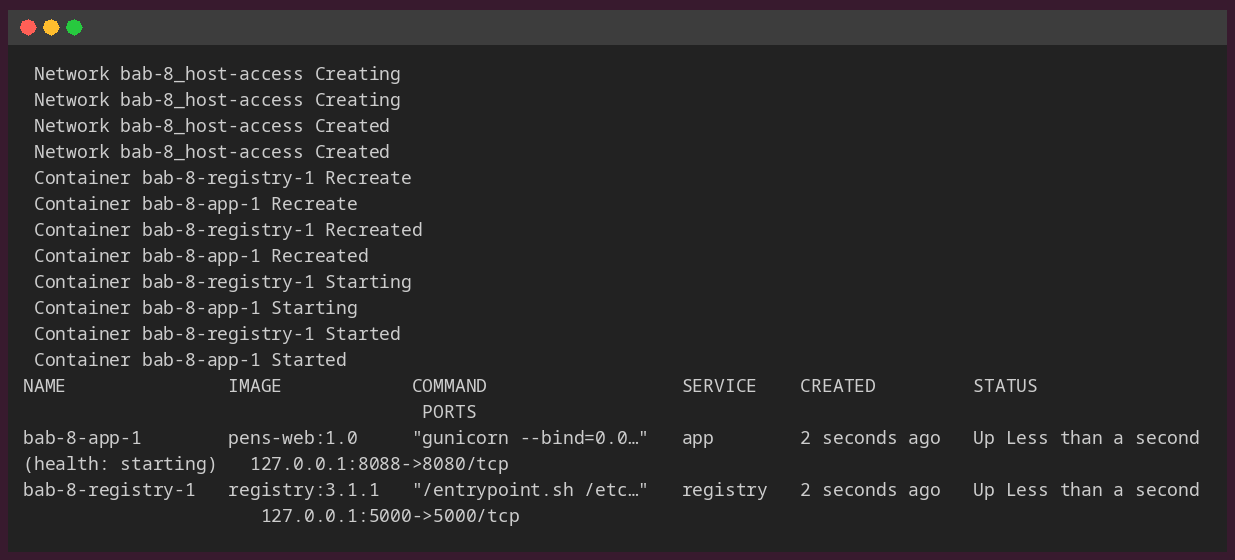 Network bab-8_host-access Creating
Network bab-8_host-access Creating
Network bab-8_host-access Created
Network bab-8_host-access Created
Container bab-8-registry-1 Recreate
Container bab-8-app-1 Recreate
Container bab-8-registry-1 Recreated
Container bab-8-app-1 Recreated
Container bab-8-registry-1 Starting
Container bab-8-app-1 Starting
Container bab-8-registry-1 Started
Container bab-8-app-1 Started
NAME               IMAGE            COMMAND                  SERVICE    CREATED         STATUS
                                     PORTS
bab-8-app-1        pens-web:1.0     "gunicorn --bind=0.0…"   app        2 seconds ago   Up Less than a second
(health: starting)   127.0.0.1:8088->8080/tcp
bab-8-registry-1   registry:3.1.1   "/entrypoint.sh /etc…"   registry   2 seconds ago   Up Less than a second
                      127.0.0.1:5000->5000/tcp